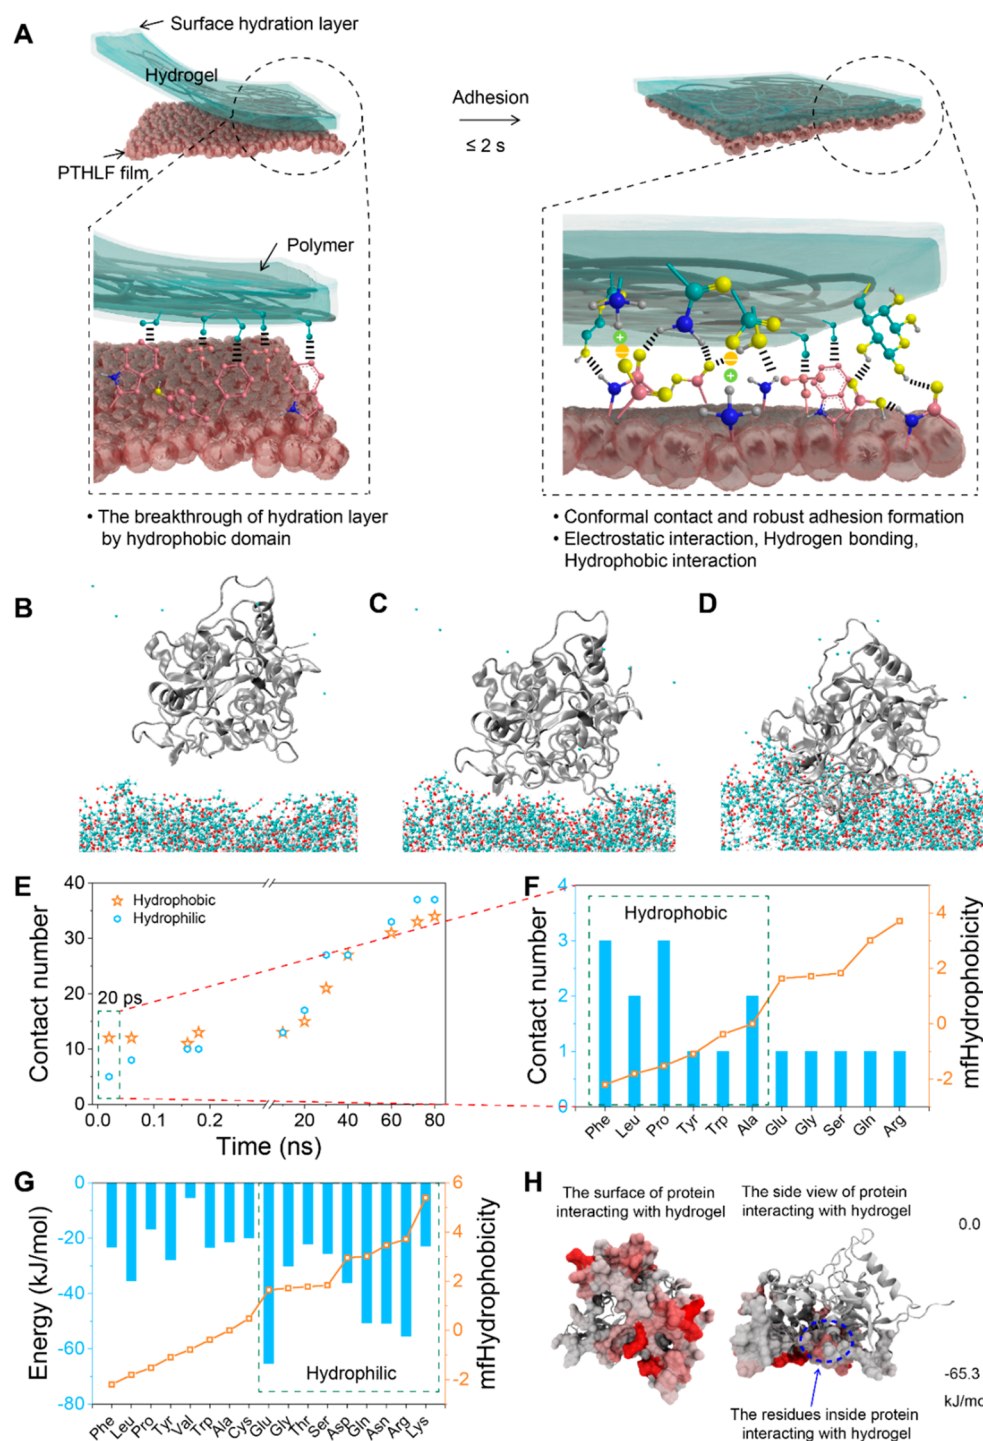 A
Surface hydration layer
Hydrogel
PTHLF film
Adhesion
≤ 2 s
Polymer
• The breakthrough of hydration layer
by hydrophobic domain
• Conformal contact and robust adhesion formation
• Electrostatic interaction, Hydrogen bonding,
Hydrophobic interaction
B
C
D
E
Contact number
40
30
20
10
0
Hydrophobic
Hydrophilic
20 ps
0.0
0.1
0.2
20
40
60
80
Time (ns)
F
Contact number
4
3
2
1
0
Hydrophobic
4
2
0
-2
mfHydrophobicity
Phe
Leu
Pro
Tyr
Trp
Ala
Glu
Gly
Ser
Gln
Arg
G
Energy (kJ/mol)
0
-20
-40
-60
-80
Hydrophilic
6
4
2
0
-2
mfHydrophobicity
Phe
Leu
Pro
Tyr
Val
Trp
Ala
Cys
Glu
Gly
Thr
Ser
Asp
Gln
Asn
Arg
Lys
H
The surface of protein
interacting with hydrogel
The side view of protein
interacting with hydrogel
0.0
-65.3
kJ/mo
The residues inside protein
interacting with hydrogel